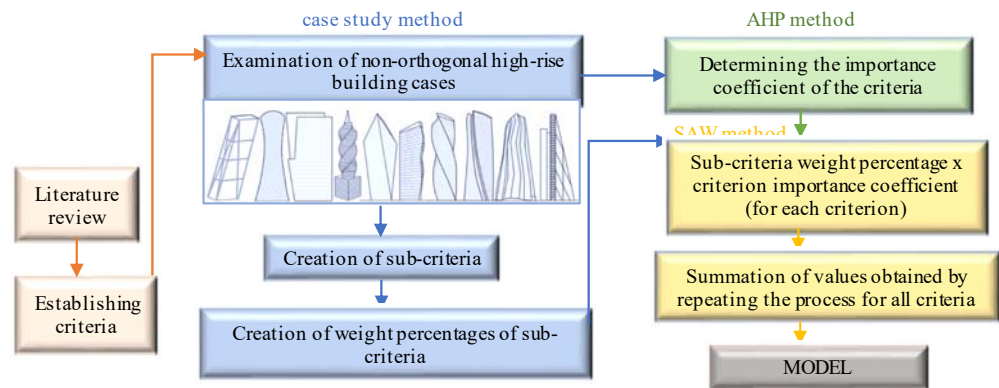 case study method
AHP method
Examination of non-orthogonal high-rise
building cases
Determining the importance
coefficient of the criteria
SAW method
Literature
review
Sub-criteria weight percentage x
criterion importance coefficient
(for each criterion)
Creation of sub-criteria
Establishing
criteria
Summation of values obtained by
repeating the process for all criteria
Creation of weight percentages of sub-
criteria
MODEL